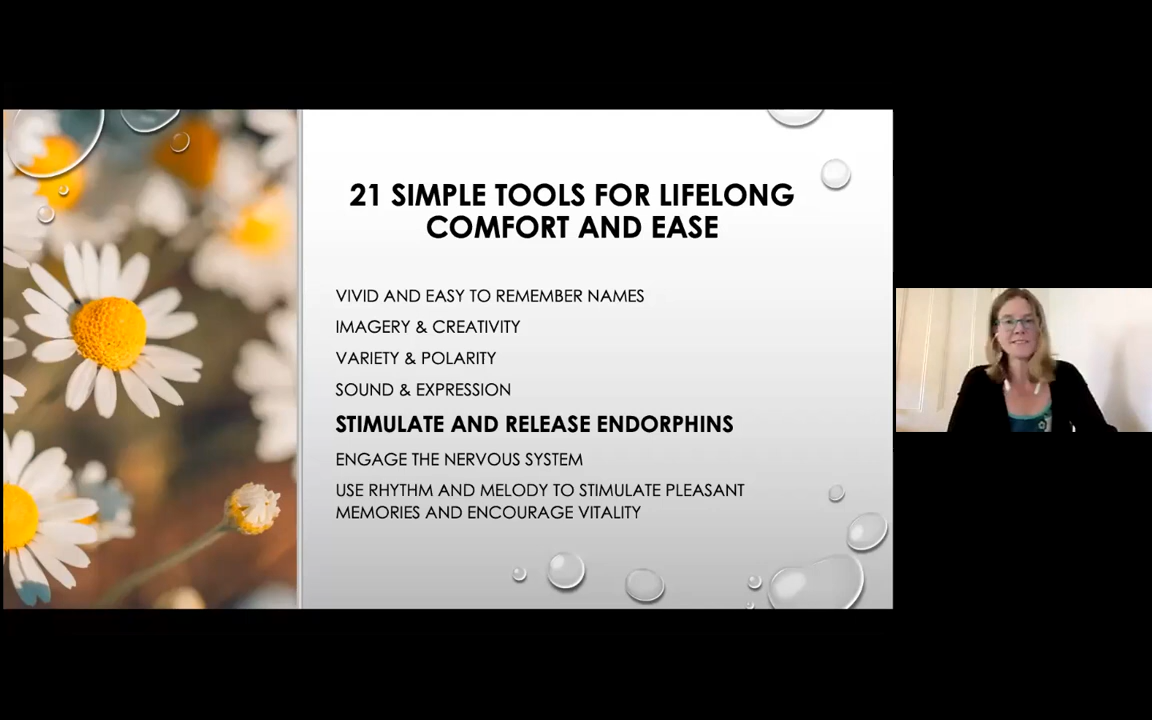 21 SIMPLE TOOLS FOR LIFELONG
COMFORT AND EASE
VIVID AND EASY TO REMEMBER NAMES
IMAGERY & CREATIVITY
VARIETY & POLARITY
SOUND & EXPRESSION
STIMULATE AND RELEASE ENDORPHINS
ENGAGE THE NERVOUS SYSTEM
USE RHYTHM AND MELODY TO STIMULATE PLEASANT
MEMORIES AND ENCOURAGE VITALITY